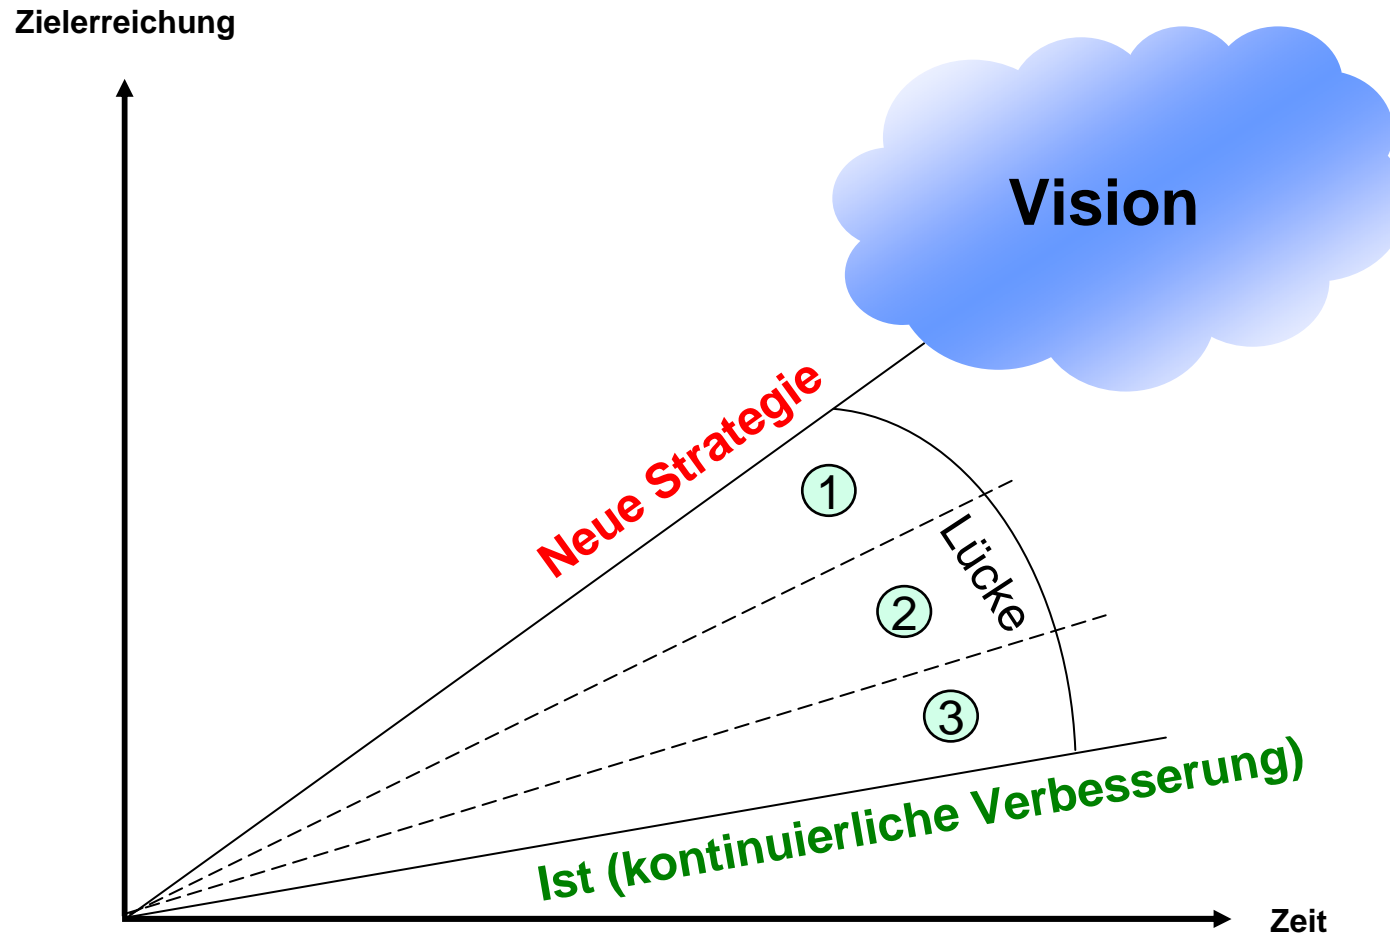 Zielerreichung
Vision
Neue Strategie
1
Lücke
2
3
Ist (kontinuierliche Verbesserung)
Zeit